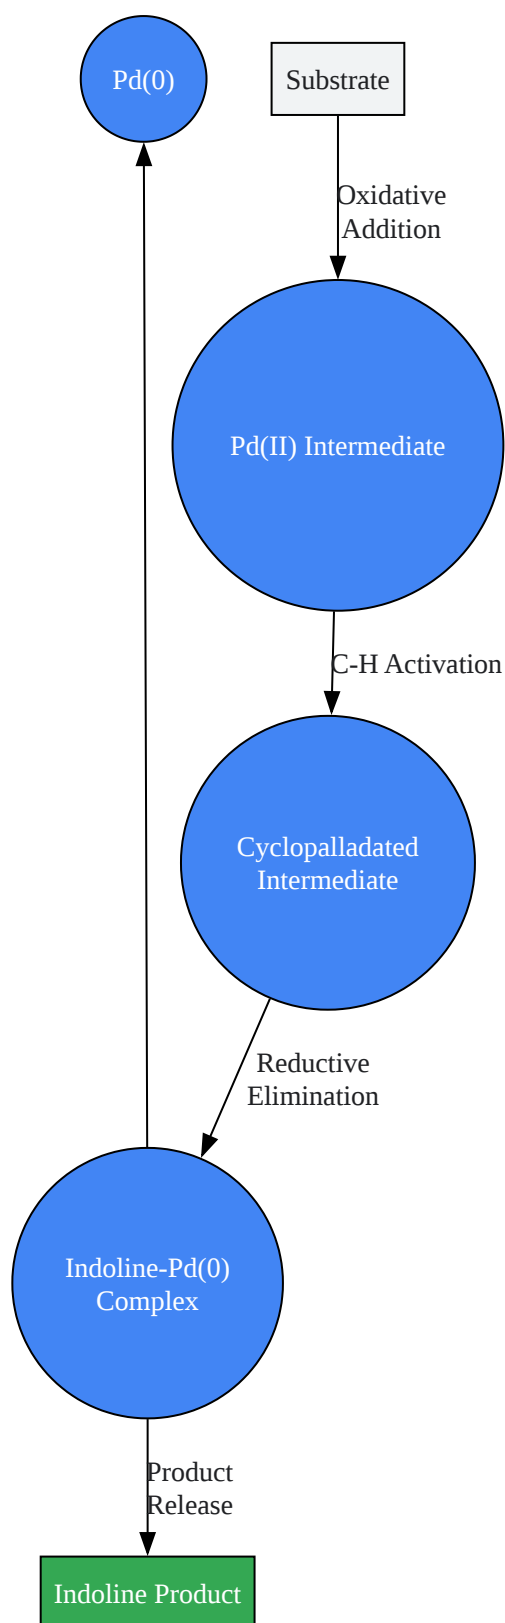 Pd(0)
Substrate
Oxidative
Addition
Pd(II) Intermediate
C-H Activation
Cyclopalladated
Intermediate
Reductive
Elimination
Indoline-Pd(0)
Complex
Product
Release
Indoline Product